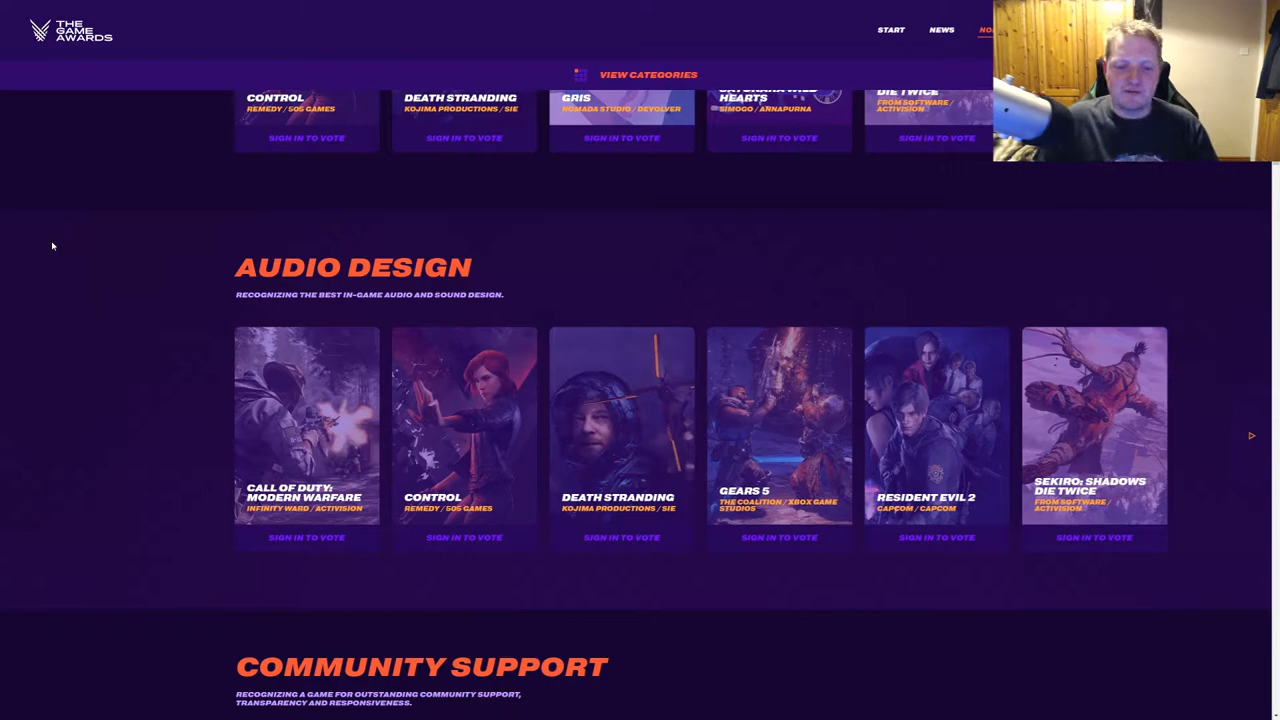 THE
GAME
AWARDS
START
NEWS
VIEW CATEGORIES
CONTROL
REMEDY / 505 GAMES
SIGN IN TO VOTE
DEATH STRANDING
KOJIMA PRODUCTIONS / SIE
SIGN IN TO VOTE
GRIS
NOMADA STUDIO / DEVOLVER
SIGN IN TO VOTE
HEARTS
SIMOGO / ANNAPURNA
SIGN IN TO VOTE
DIE TWICE
FROM SOFTWARE /
ACTIVISION
SIGN IN TO VOTE
AUDIO DESIGN
RECOGNIZING THE BEST IN-GAME AUDIO AND SOUND DESIGN.
CALL OF DUTY:
MODERN WARFARE
INFINITY WARD / ACTIVISION
SIGN IN TO VOTE
CONTROL
REMEDY / 505 GAMES
SIGN IN TO VOTE
DEATH STRANDING
KOJIMA PRODUCTIONS / SIE
SIGN IN TO VOTE
GEARS 5
THE COALITION / XBOX GAME
STUDIOS
SIGN IN TO VOTE
RESIDENT EVIL 2
CAPCOM / CAPCOM
SIGN IN TO VOTE
SEKIRO: SHADOWS
DIE TWICE
FROM SOFTWARE /
ACTIVISION
SIGN IN TO VOTE
COMMUNITY SUPPORT
RECOGNIZING A GAME FOR OUTSTANDING COMMUNITY SUPPORT,
TRANSPARENCY AND RESPONSIVENESS.